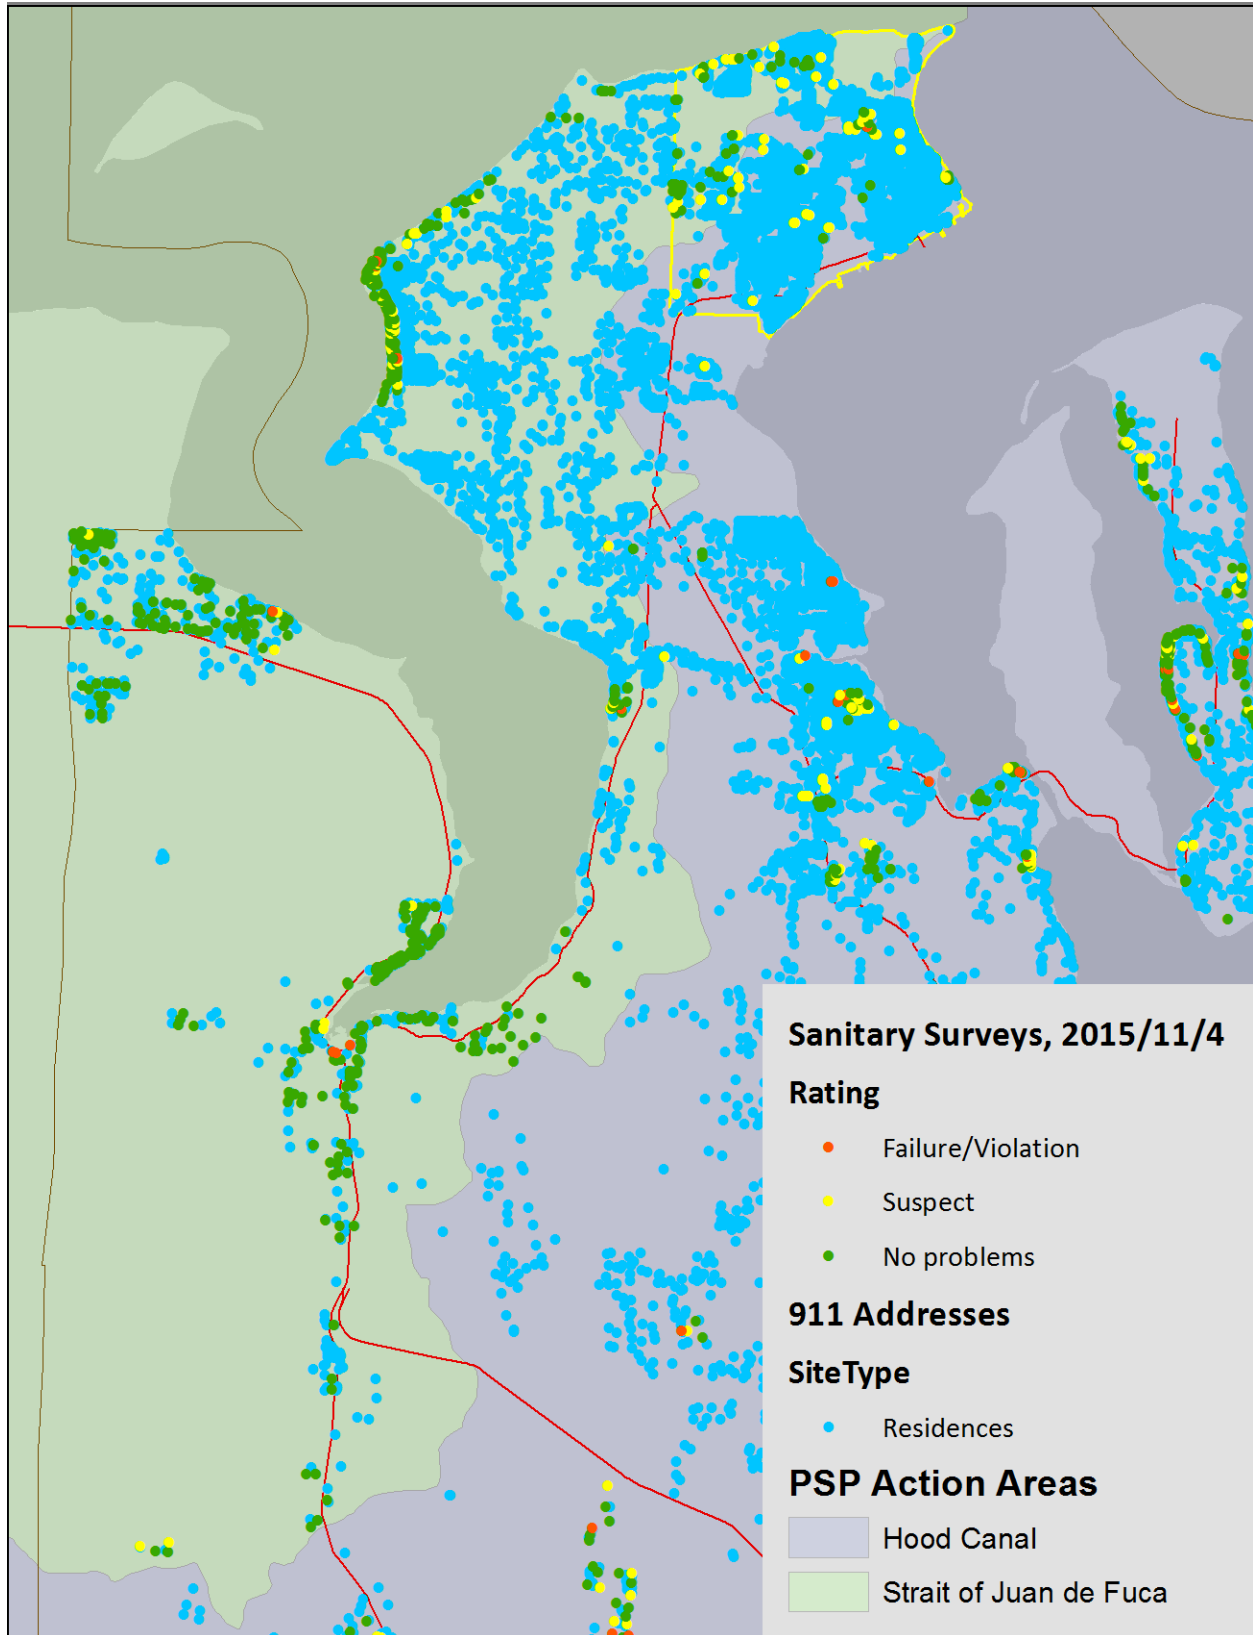 Sanitary Surveys, 2015/11/4
Rating
Failure/Violation
Suspect
No problems
911 Addresses
SiteType
Residences
PSP Action Areas
Hood Canal
Strait of Juan de Fuca